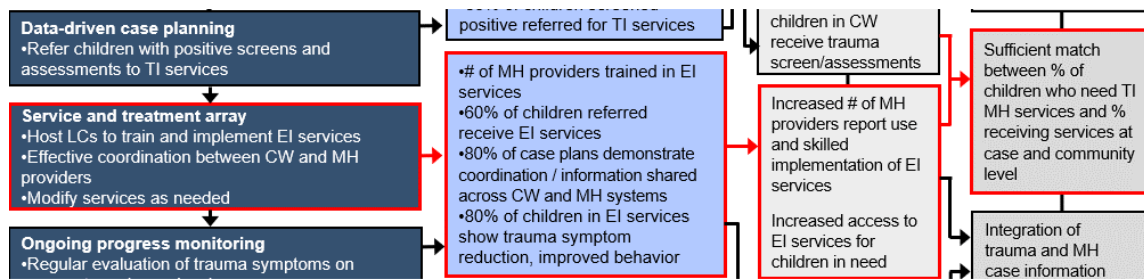 Data-driven case planning
•Refer children with positive screens and
assessments to TI services
Service and treatment array
•Host LCs to train and implement EI services
•Effective coordination between CW and MH
providers
•Modify services as needed
Ongoing progress monitoring
•Regular evaluation of trauma symptoms on
of children screened
positive referred for TI services
•# of MH providers trained in EI
services
•60% of children referred
receive EI services
•80% of case plans demonstrate
coordination / information shared
across CW and MH systems
•80% of children in EI services
show trauma symptom
reduction, improved behavior
children in CW
receive trauma
screen/assessments
Increased # of MH
providers report use
and skilled
implementation of EI
services
Increased access to
EI services for
children in need
Sufficient match
between % of
children who need TI
MH services and %
receiving services at
case and community
level
Integration of
trauma and MH
case information